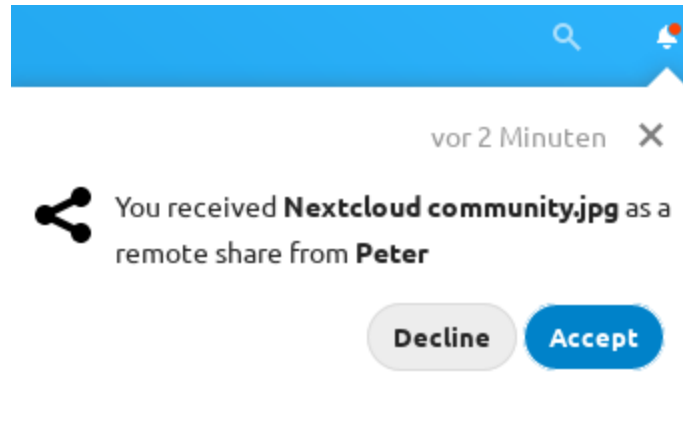 vor 2 Minuten
You received Nextcloud community.jpg as a
remote share from Peter
Decline Accept